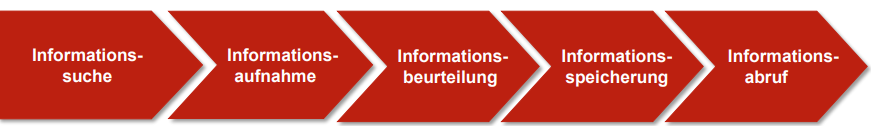 Informations-
suche
Informations-
aufnahme
Informations-
beurteilung
Informations-
speicherung
Informations-
abruf